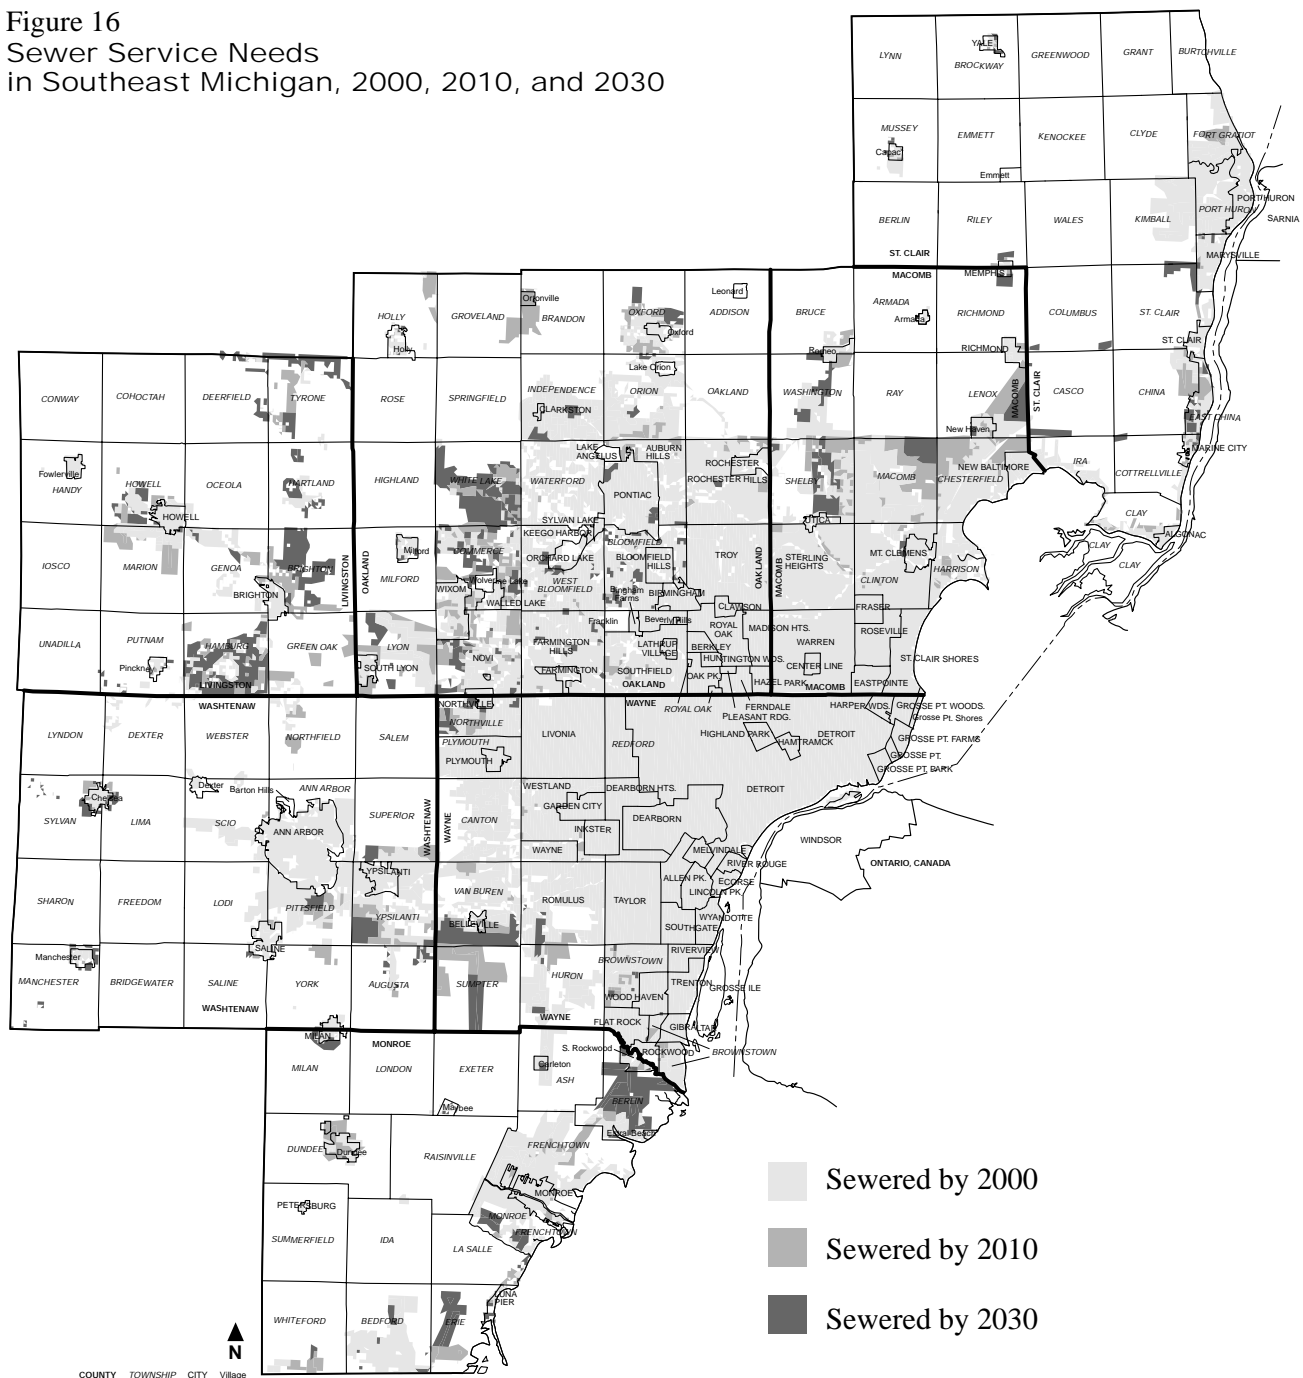 Figure 16
Sewer Service Needs
in Southeast Michigan, 2000, 2010, and 2030
LYNN
YALE
BROCKWAY
GREENWOOD
GRANT
BURTCHVILLE
MUSSEY
Capac
EMMETT
Emmett
KENOCKEE
CLYDE
FORT GRATIOT
BERLIN
RILEY
WALES
KIMBALL
PORT HURON
PORT HURON
SARNIA
ST. CLAIR
MACOMB
MEMPHIS
MARYSVILLE
HOLLY
Holly
GROVELAND
Ortonville
BRANDON
OXFORD
Oxford
Leonard
ADDISON
BRUCE
Romeo
ARMADA
Armada
RICHMOND
RICHMOND
COLUMBUS
ST. CLAIR
ST. CLAIR
CONWAY
COHOCTAH
DEERFIELD
TYRONE
ROSE
SPRINGFIELD
INDEPENDENCE
CLARKSTON
Lake Orion
ORION
OAKLAND
WASHINGTON
RAY
LENOX
New Haven
MACOMB
ST. CLAIR
CASCO
CHINA
EAST CHINA
MARINE CITY
Fowlerville
HANDY
HOWELL
HOWELL
OCEOLA
HARTLAND
HIGHLAND
WHITE LAKE
WATERFORD
LAKE
ANGELUS
AUBURN
HILLS
PONTIAC
ROCHESTER
ROCHESTER HILLS
SHELBY
UTICA
MACOMB
NEW BALTIMORE
CHESTERFIELD
IRA
COTTRELLVILLE
CLAY
ALGONAC
CLAY
CLAY
IOSCO
MARION
GENOA
BRIGHTON
BRIGHTON
LIVINGSTON
OAKLAND
Milford
MILFORD
COMMERCE
Wolverine Lake
WIXOM
WALLED LAKE
SYLVAN LAKE
KEEGO HARBOR
ORCHARD LAKE
WEST
BLOOMFIELD
BLOOMFIELD
BLOOMFIELD
HILLS
Bingham
Farms
BIRMINGHAM
TROY
OAKLAND
MACOMB
STERLING
HEIGHTS
MT. CLEMENS
CLINTON
HARRISON
FRASER
UNADILLA
PUTNAM
Pinckney
HAMBURG
LIVINGSTON
GREEN OAK
LYON
SOUTH LYON
NOVI
Franklin
Beverly Hills
FARMINGTON
HILLS
FARMINGTON
LATHRUP
VILLAGE
SOUTHFIELD
OAKLAND
CLAWSON
ROYAL
OAK
BERKLEY
HUNTINGTON WDS.
OAK PK.
MADISON HTS.
HAZEL PARK
WARREN
CENTER LINE
MACOMB
ROSEVILLE
ST. CLAIR SHORES
EASTPOINTE
WASHTENAW
NORTHVILLE
NORTHVILLE
WAYNE
ROYAL OAK
FERNDALE
PLEASANT RDG.
HARPER WDS.
GROSSE PT. WOODS.
Grosse Pt. Shores
GROSSE PT. FARMS
GROSSE PT.
GROSSE PT. PARK
LYNDON
DEXTER
WEBSTER
NORTHFIELD
SALEM
PLYMOUTH
PLYMOUTH
LIVONIA
REDFORD
HIGHLAND PARK
HAMTRAMCK
DETROIT
Chelsea
SYLVAN
LIMA
Dexter
Barton Hills
SCIO
ANN ARBOR
ANN ARBOR
SUPERIOR
WASHTENAW
WAYNE
CANTON
WESTLAND
GARDEN CITY
INKSTER
WAYNE
DEARBORN HTS.
DEARBORN
DETROIT
MELVINDALE
RIVER ROUGE
WINDSOR
ONTARIO, CANADA
SHARON
FREEDOM
LODI
PITTSFIELD
SALINE
YPSILANTI
YPSILANTI
VAN BUREN
BELLEVILLE
ROMULUS
TAYLOR
ALLEN PK.
LINCOLN PK.
ECORSE
WYANDOTTE
SOUTHGATE
RIVERVIEW
Manchester
MANCHESTER
BRIDGEWATER
SALINE
WASHTENAW
YORK
AUGUSTA
SUMPTER
HURON
WAYNE
BROWNSTOWN
WOOD HAVEN
TRENTON
GROSSE ILE
FLAT ROCK
GIBRALTAR
MILAN
MILAN
MONROE
LONDON
EXETER
Maybee
Carleton
ASH
S. Rockwood
ROCKWOOD
BROWNSTOWN
BERLIN
Estral Beach
DUNDEE
Dundee
RAISINVILLE
FRENCHTOWN
MONROE
MONROE
FRENCHTOWN
PETERSBURG
SUMMERFIELD
IDA
LA SALLE
LUNA
PIER
WHITEFORD
BEDFORD
ERIE
Sewered by 2000
Sewered by 2010
Sewered by 2030
N
COUNTY TOWNSHIP CITY Village